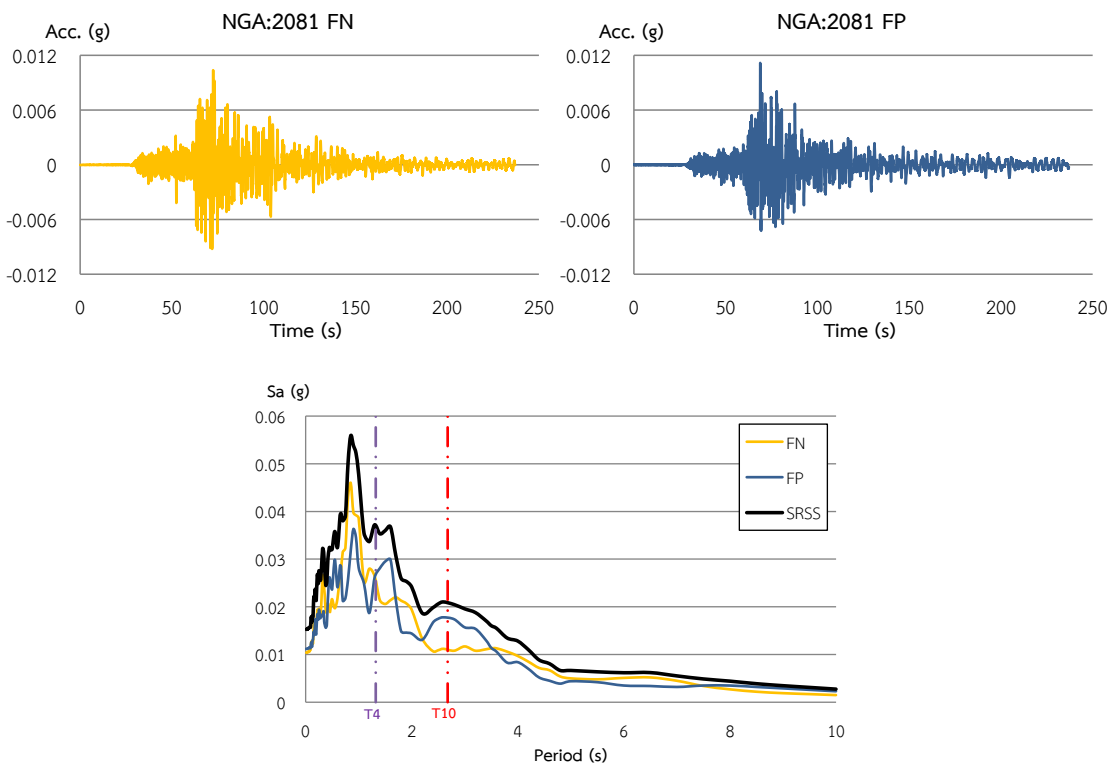 NGA:2081 FN
Acc. (g)
0.012
0.006
0
-0.006
-0.012
0 50 100 150 200 250
Time (s)
NGA:2081 FP
Acc. (g)
0.012
0.006
0
-0.006
-0.012
0 50 100 150 200 250
Time (s)
Sa (g)
0.06
0.05
0.04
0.03
0.02
0.01
0
FN
FP
SRSS
T4 T10
0 2 4 6 8 10
Period (s)